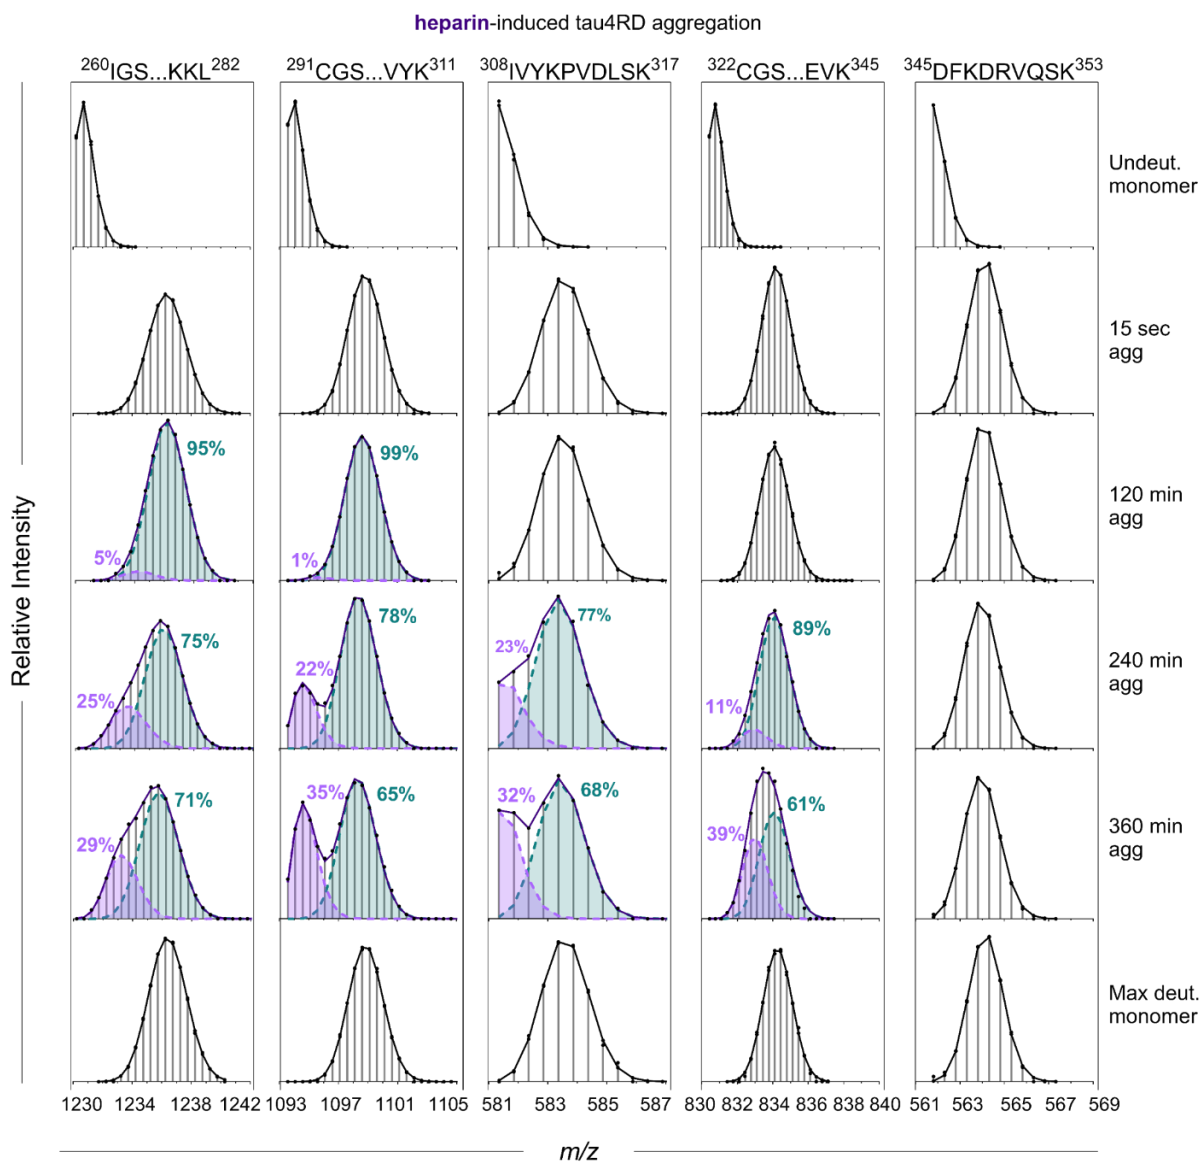 heparin-induced tau4RD aggregation
260IGS...KKL282 291CGS...VYK311 308IVYKPVDLSK317 322CGS...EVK345 345DFKDRVQSK353
Undeut.
monomer
15 sec
agg
95% 99%
5% 1%
120 min
agg
75% 78% 77% 89%
25% 22% 23% 11%
240 min
agg
71% 35% 65% 32% 68% 61%
29% 39%
360 min
agg
Max deut.
monomer
Relative Intensity
1230 1234 1238 1242 1093 1097 1101 1105 581 583 585 587 830 832 834 836 838 840 561 563 565 567 569
m/z